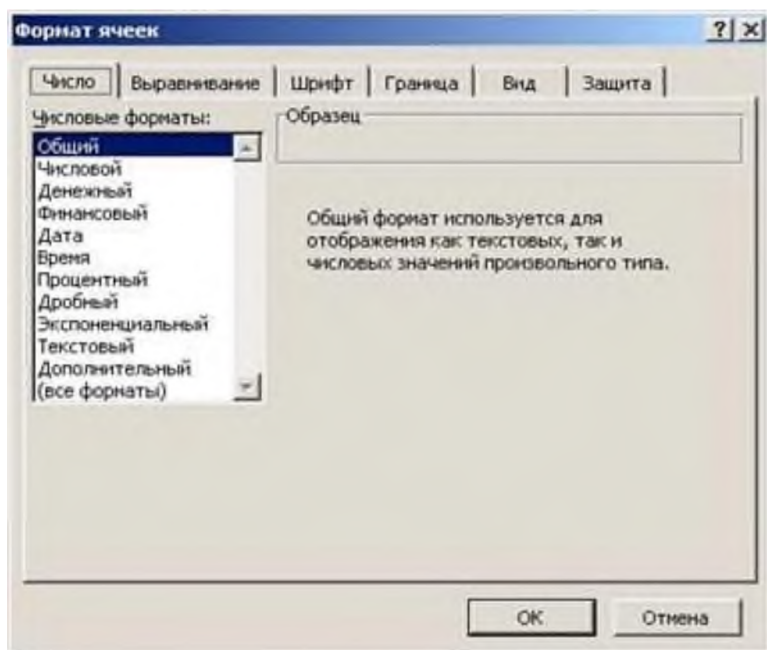 Формат ячеек
Число Выравнивание Шрифт Граница Вид Защита
Числовые форматы:
Образец
Общий
Числовой
Денежный
Финансовый
Дата
Время
Процентный
Дробный
Экспоненциальный
Текстовый
Дополнительный
(все форматы)
Общий формат используется для
отображения как текстовых, так и
числовых значений произвольного типа.
ОК
Отмена